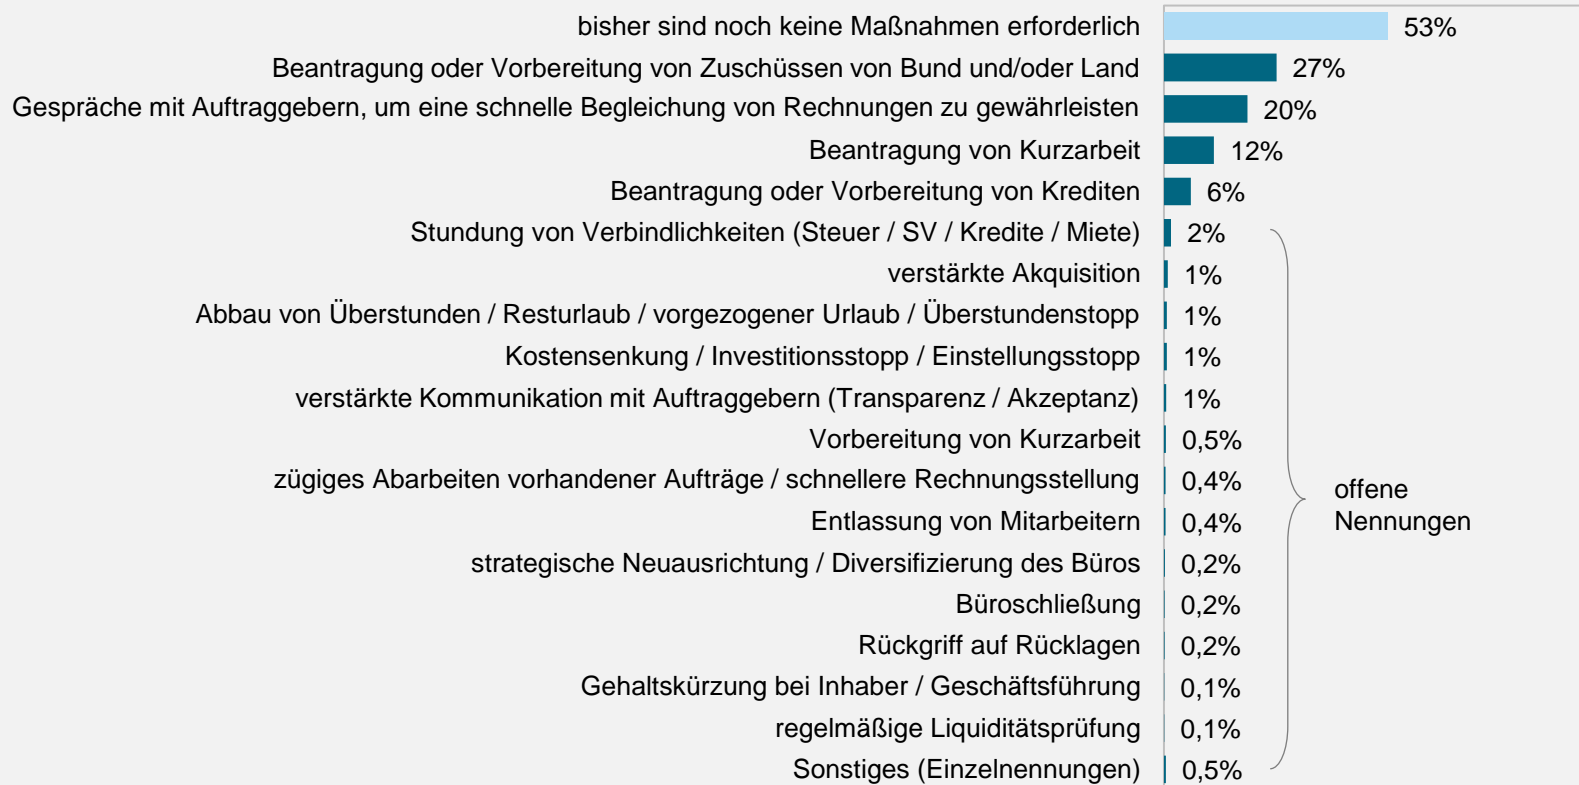 bisher sind noch keine Maßnahmen erforderlich 53%
Beantragung oder Vorbereitung von Zuschüssen von Bund und/oder Land 27%
Gespräche mit Auftraggebern, um eine schnelle Begleichung von Rechnungen zu gewährleisten 20%
Beantragung von Kurzarbeit 12%
Beantragung oder Vorbereitung von Krediten 6%
Stundung von Verbindlichkeiten (Steuer / SV / Kredite / Miete) 2%
verstärkte Akquisition 1%
Abbau von Überstunden / Resturlaub / vorgezogener Urlaub / Überstundenstopp 1%
Kostensenkung / Investitionsstopp / Einstellungsstopp 1%
verstärkte Kommunikation mit Auftraggebern (Transparenz / Akzeptanz) 1%
Vorbereitung von Kurzarbeit 0,5%
zügiges Abarbeiten vorhandener Aufträge / schnellere Rechnungsstellung 0,4%
Entlassung von Mitarbeitern 0,4%
strategische Neuausrichtung / Diversifizierung des Büros 0,2%
Büroschließung 0,2%
Rückgriff auf Rücklagen 0,2%
Gehaltskürzung bei Inhaber / Geschäftsführung 0,1%
regelmäßige Liquiditätsprüfung 0,1%
Sonstiges (Einzelnennungen) 0,5%
offene
Nennungen